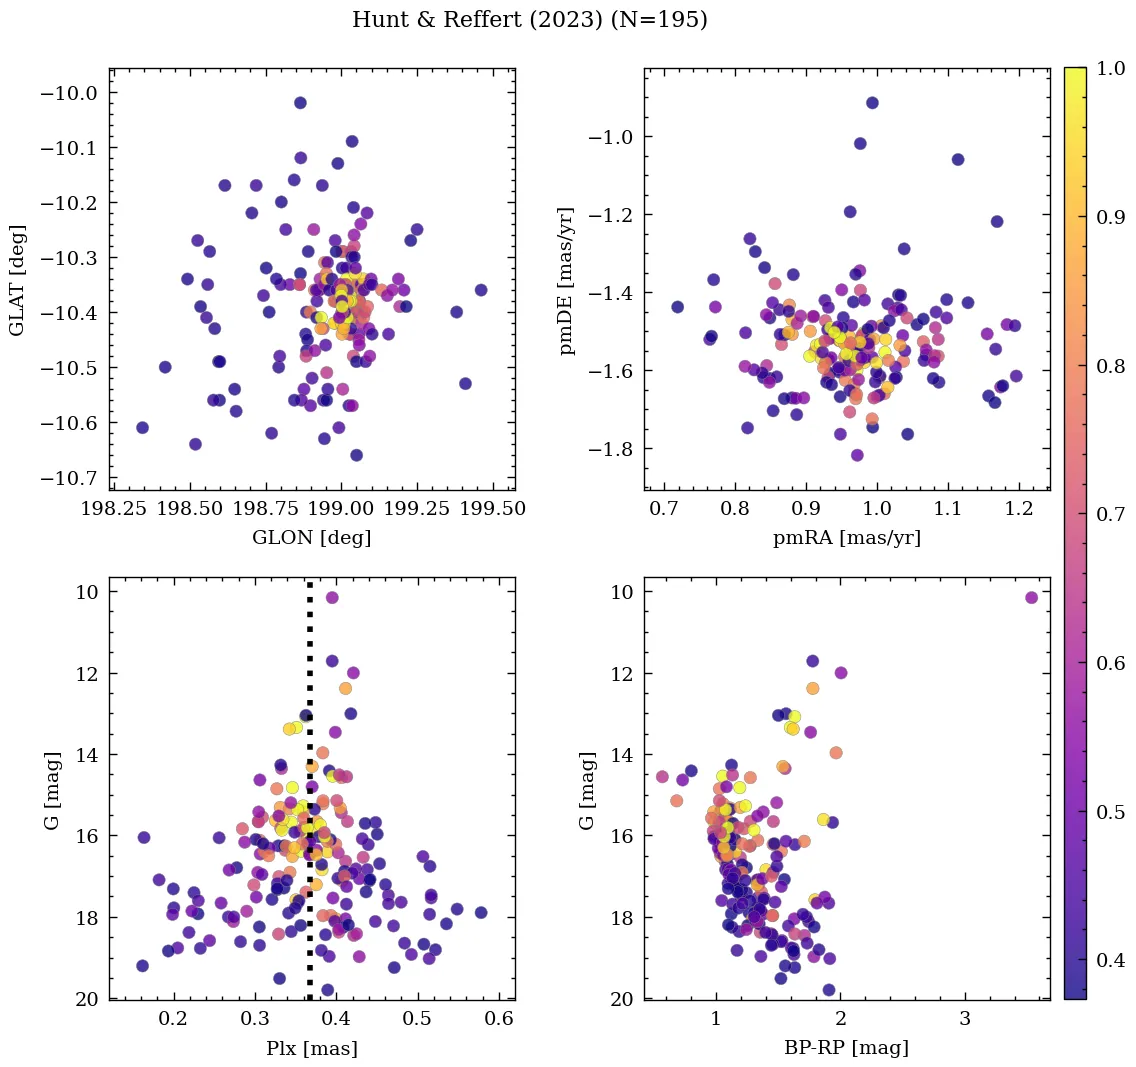 Hunt & Reffert (2023) (N=195)
−10.0
−10.1
−10.2
−10.3
−10.4
−10.5
−10.6
−10.7
GLAT [deg]
198.25 198.50 198.75 199.00 199.25 199.50
GLON [deg]
−1.0
−1.2
−1.4
−1.6
−1.8
pmDE [mas/yr]
0.7 0.8 0.9 1.0 1.1 1.2
pmRA [mas/yr]
10
12
14
16
18
20
G [mag]
0.2 0.3 0.4 0.5 0.6
Plx [mas]
10
12
14
16
18
20
G [mag]
1 2 3
BP-RP [mag]
1.0
0.9
0.8
0.7
0.6
0.5
0.4